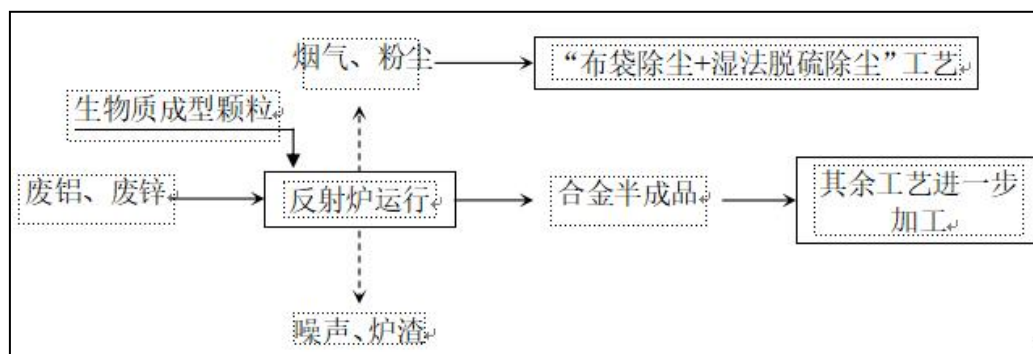 烟气、粉尘
“布袋除尘+湿法脱硫除尘”工艺
生物质成型颗粒
废铝、废锌
反射炉运行
合金半成品
其余工艺进一步
加工
噪声、炉渣